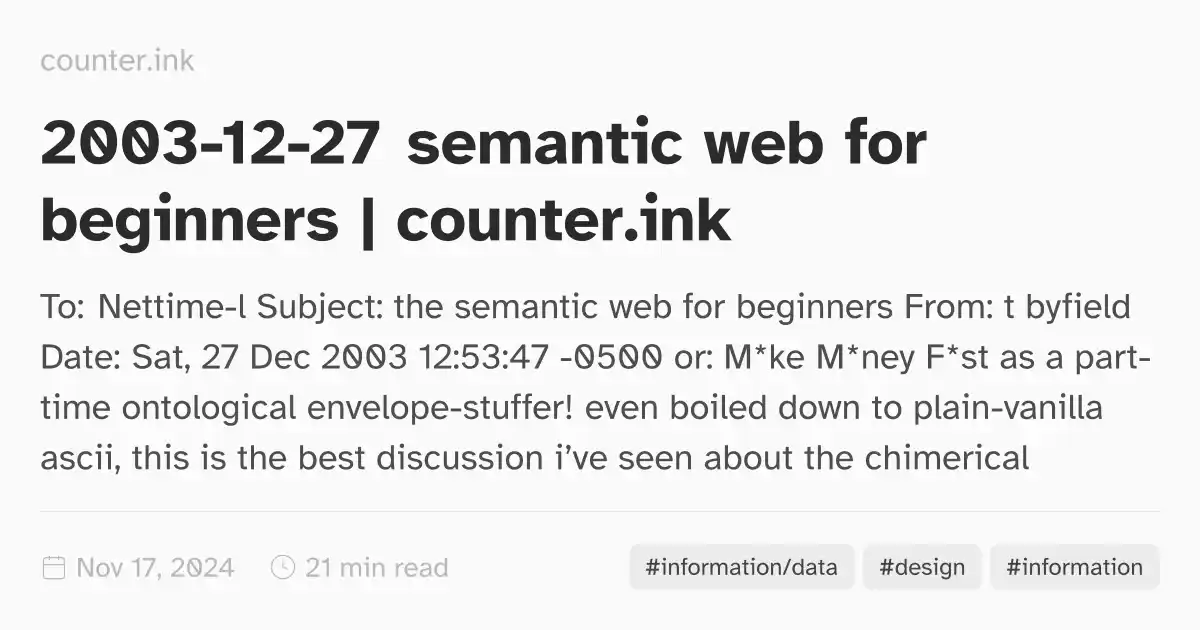 counter.ink
2003-12-27 semantic web for
beginners | counter.ink
To: Nettime-l Subject: the semantic web for beginners From: t byfield
Date: Sat, 27 Dec 2003 12:53:47 -0500 or: M*ke M*ney F*st as a part-
time ontological envelope-stuffer! even boiled down to plain-vanilla
ascii, this is the best discussion i’ve seen about the chimerical
Nov 17, 2024 21 min read #information/data #design #information